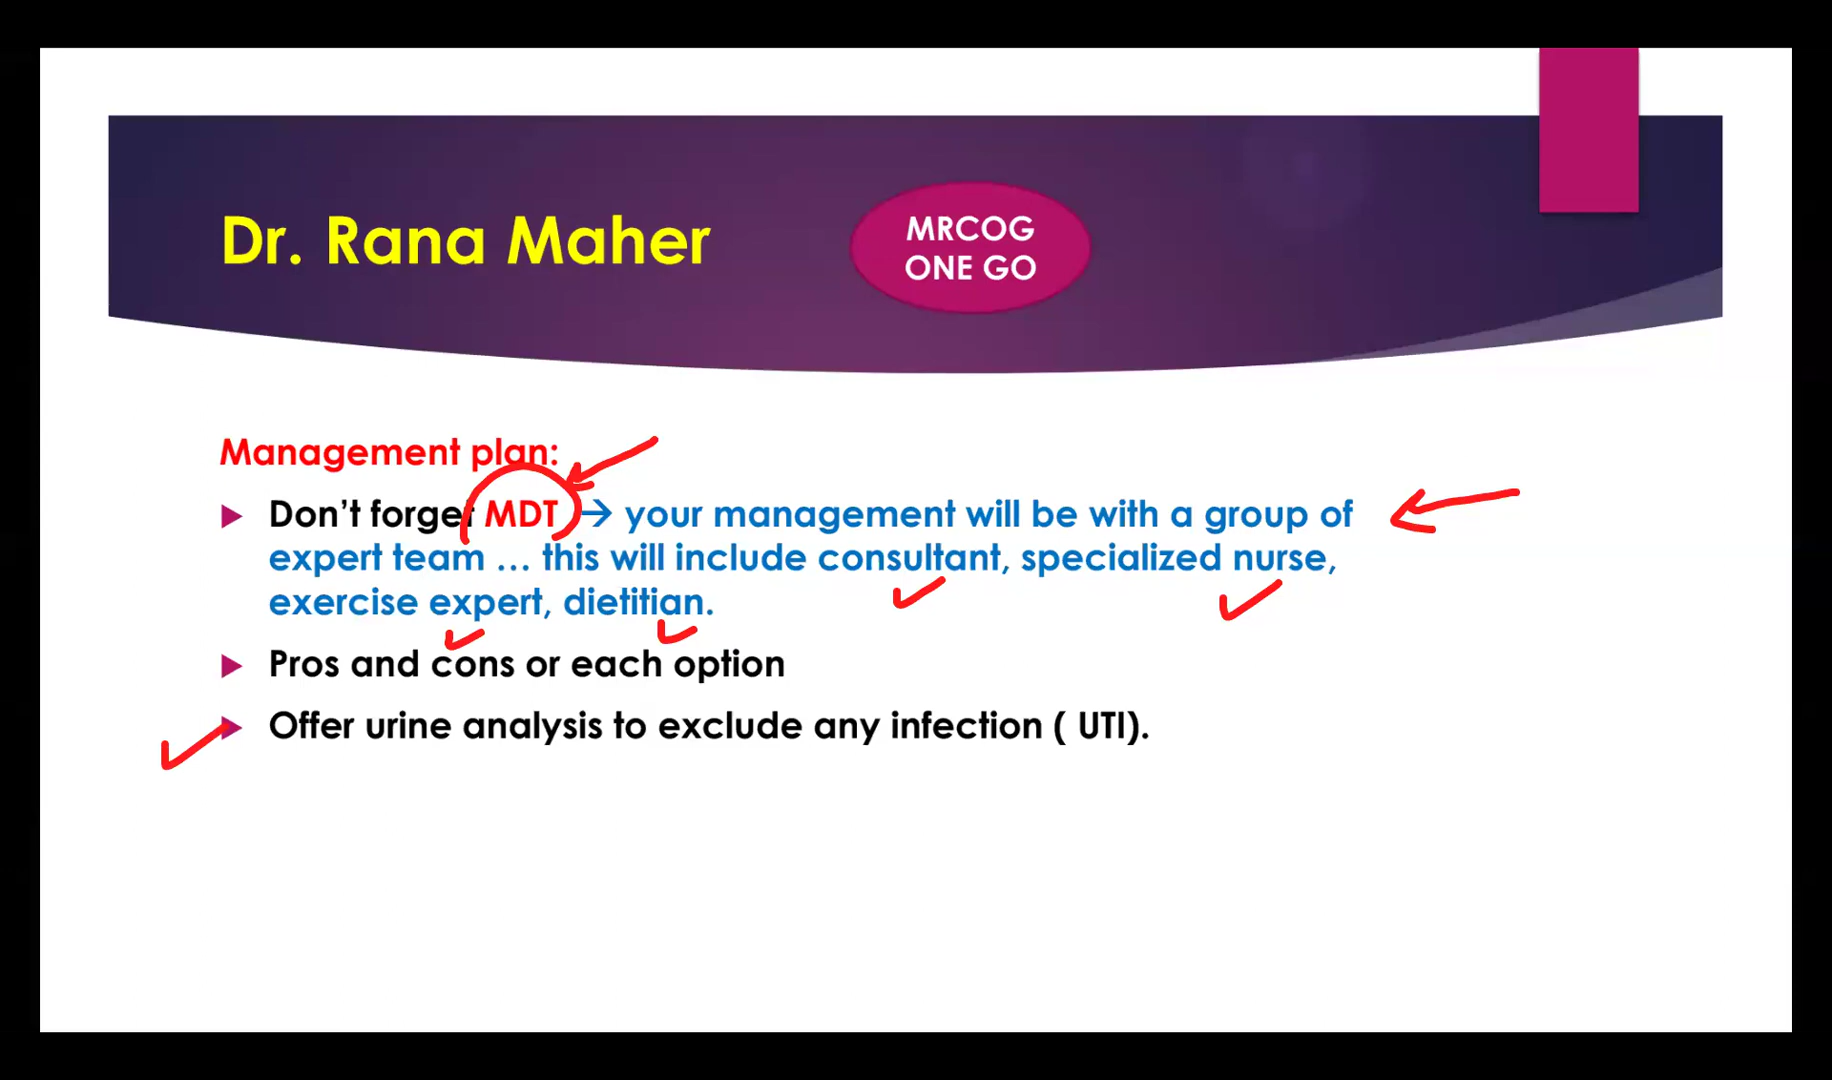 Dr. Rana Maher
MRCOG
ONE GO
Management plan:
Don't forget MDT → your management will be with a group of
expert team ... this will include consultant, specialized nurse,
exercise expert, dietitian.
Pros and cons or each option
Offer urine analysis to exclude any infection ( UTI).